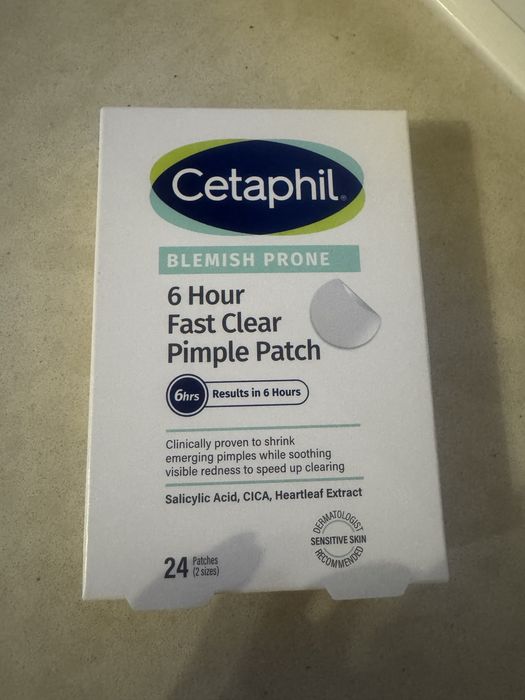 Cetaphil®
BLEMISH PRONE
6 Hour
Fast Clear
Pimple Patch
6hrs Results in 6 Hours
Clinically proven to shrink
emerging pimples while soothing
visible redness to speed up clearing
Salicylic Acid, CICA, Heartleaf Extract
DERMATOLOGIST
SENSITIVE SKIN
RECOMMENDED
24 Patches
(2 sizes)